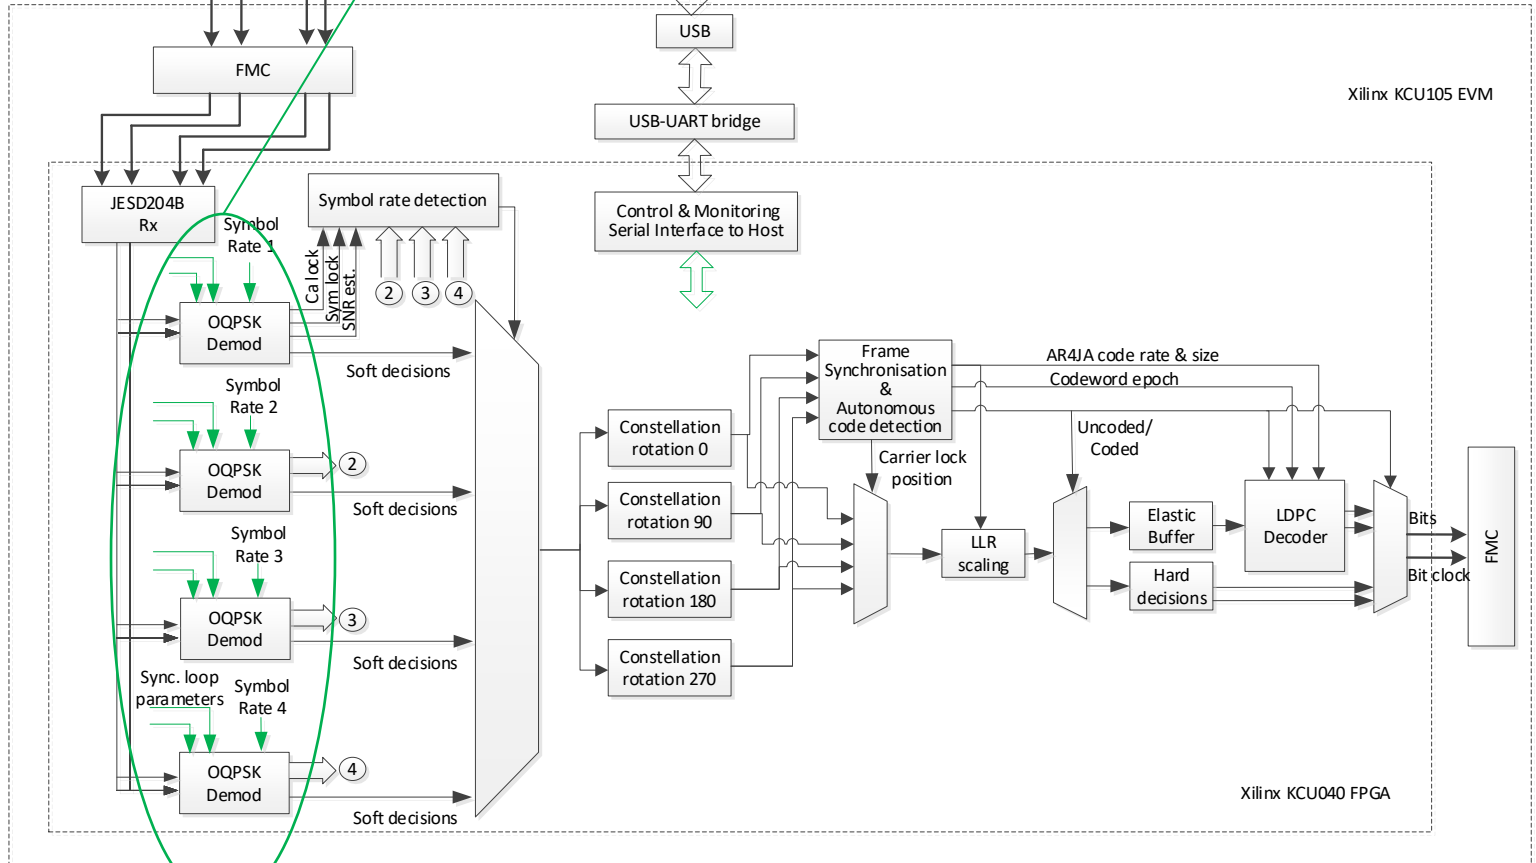 USB
FMC
Xilinx KCU105 EVM
USB-UART bridge
JESD204B
Rx
Symbol rate detection
Control & Monitoring
Serial Interface to Host
Symbol
Rate 1
Ca lock
Sym lock
SNR est.
2
3
4
OQPSK
Demod
Soft decisions
Symbol
Rate 2
OQPSK
Demod
2
Soft decisions
Symbol
Rate 3
OQPSK
Demod
3
Soft decisions
Sync. loop
parameters
Symbol
Rate 4
OQPSK
Demod
4
Soft decisions
Constellation
rotation 0
Constellation
rotation 90
Constellation
rotation 180
Constellation
rotation 270
Frame
Synchronisation
&
Autonomous
code detection
AR4JA code rate & size
Codeword epoch
Uncoded/
Coded
Carrier lock
position
LLR
scaling
Elastic
Buffer
Hard
decisions
LDPC
Decoder
Bits
Bit clock
FMC
Xilinx KCU040 FPGA